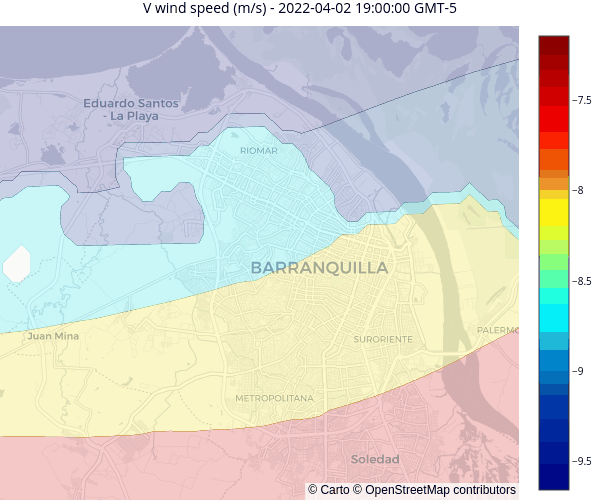 V wind speed (m/s) - 2022-04-02 19:00:00 GMT-5
Eduardo Santos
- La Playa
RIOMAR
BARRANQUILLA
Juan Mina
SURORIENTE
PALERMO
METROPOLITANA
Soledad
© Carto © OpenStreetMap contributors
−7.5
−8
−8.5
−9
−9.5